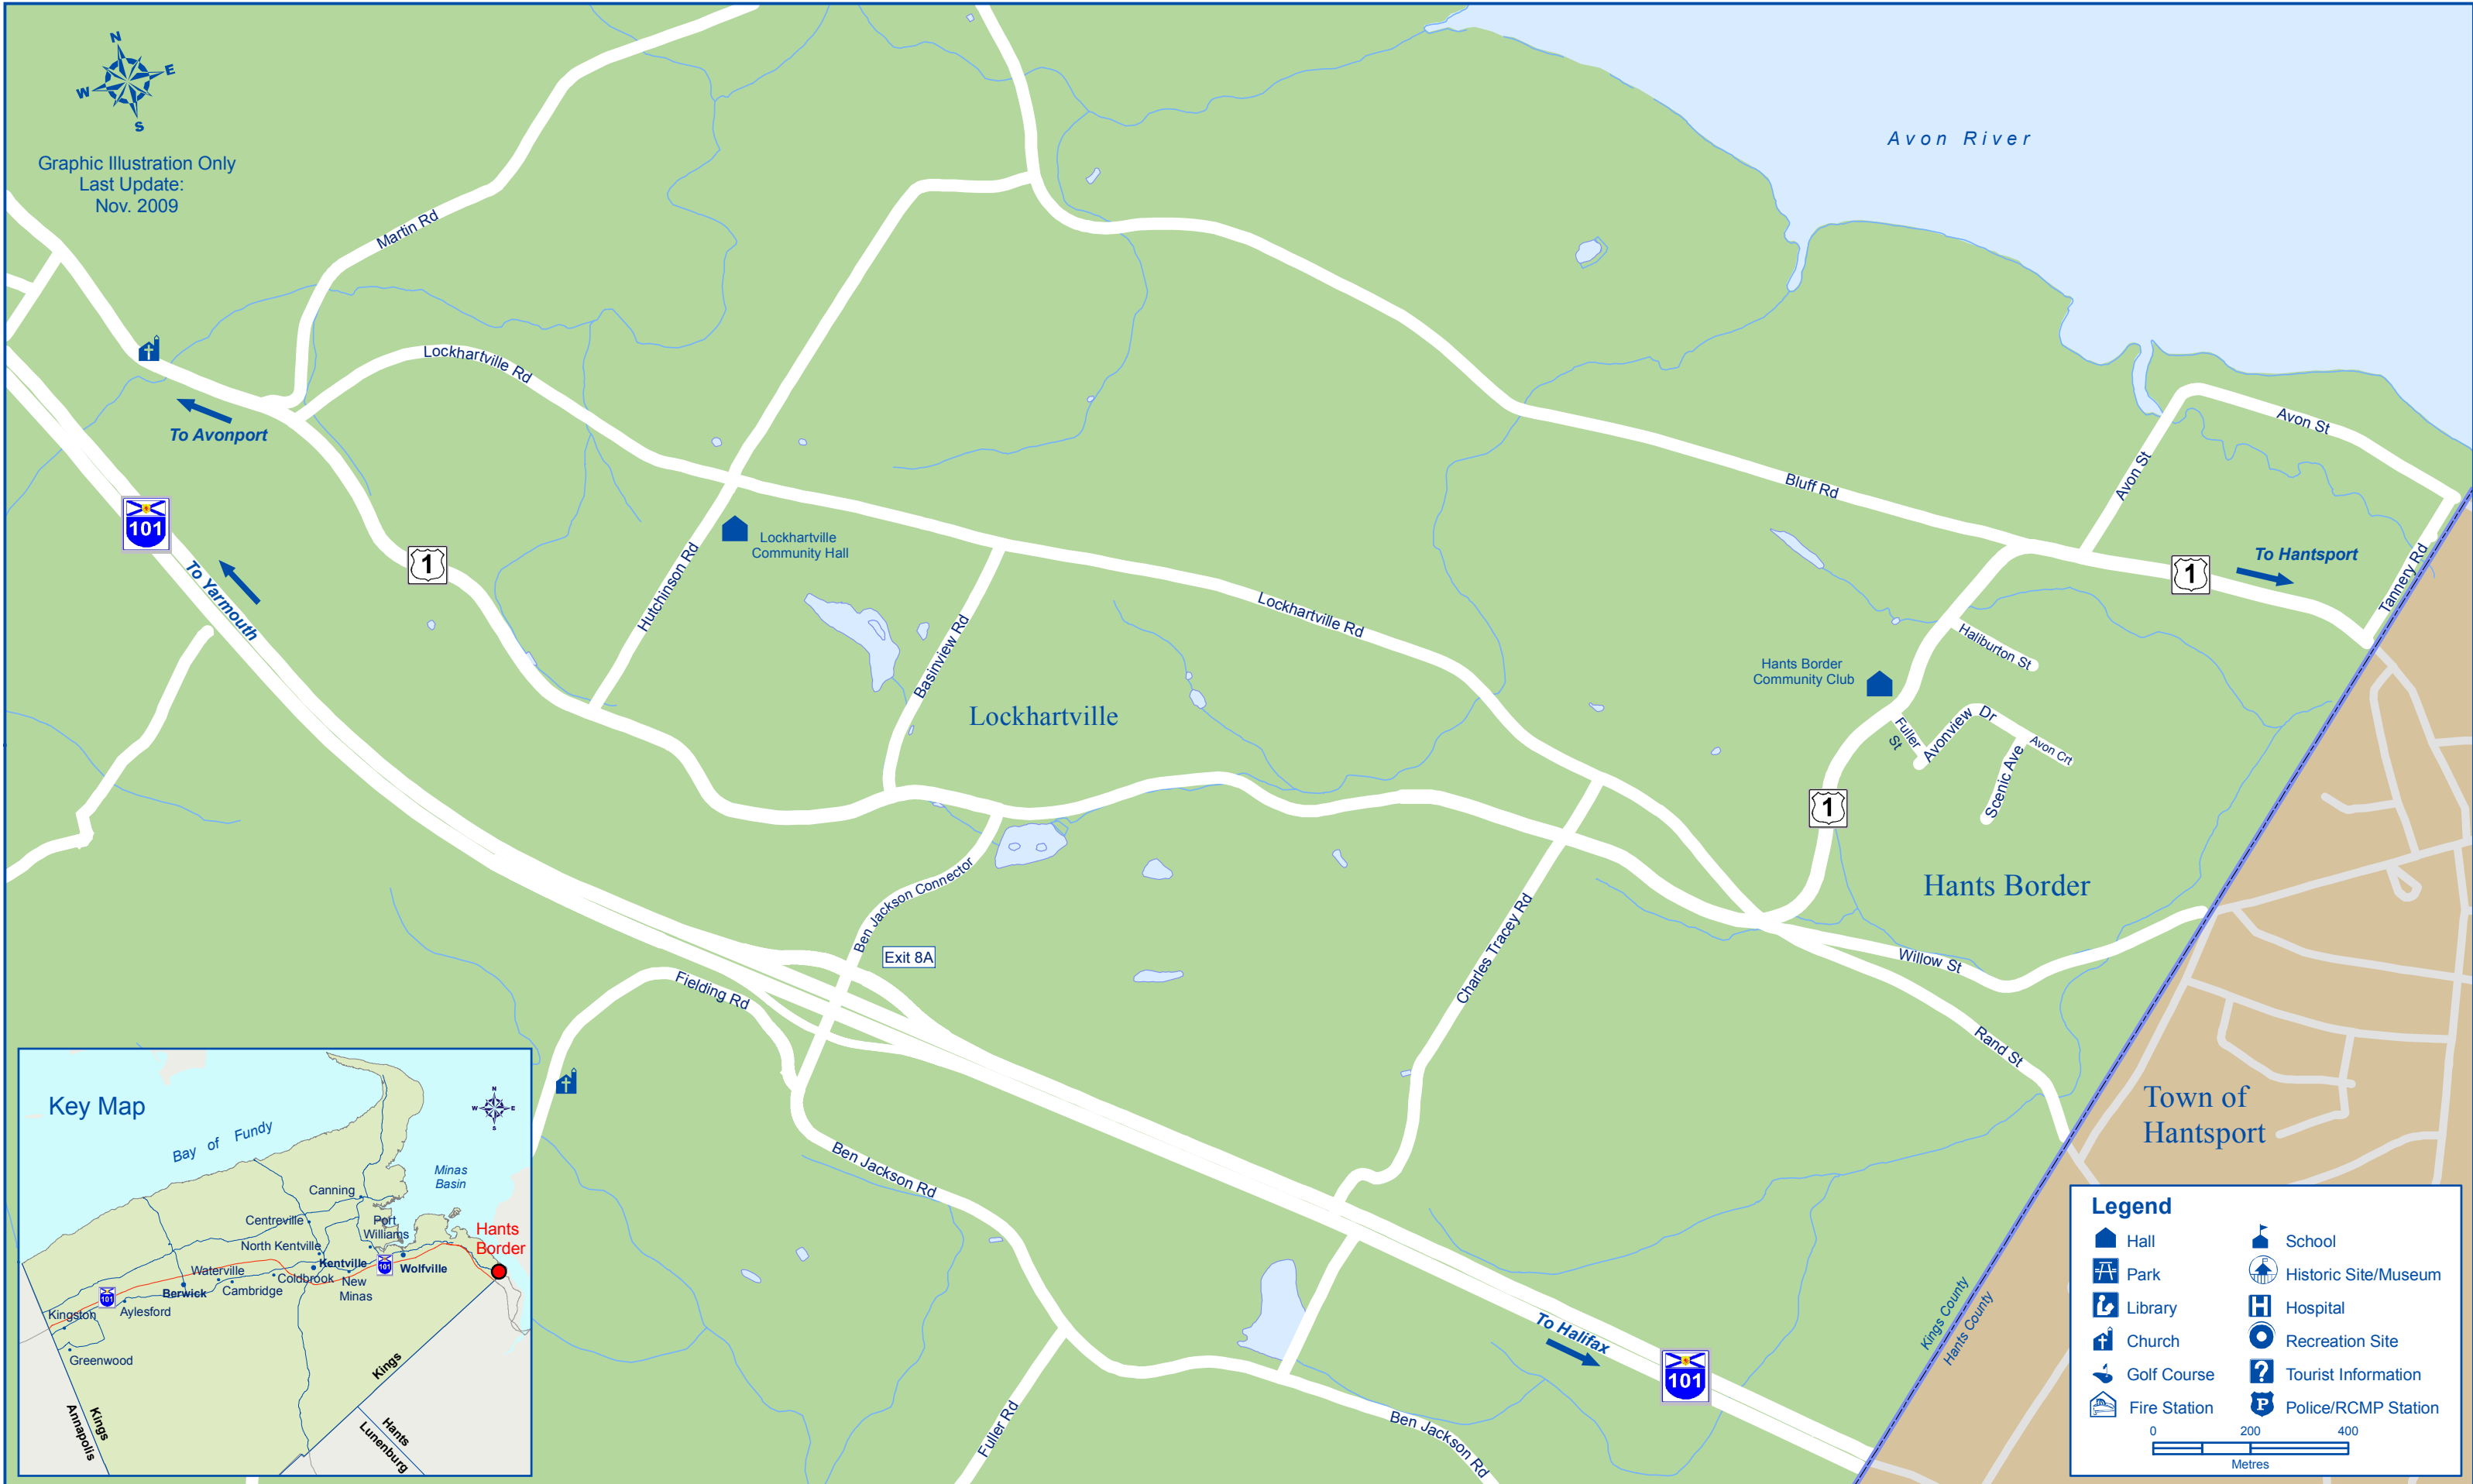 N
W
E
S
Graphic Illustration Only
Last Update:
Nov. 2009
Avon River
Martin Rd
Lockhartville Rd
To Avonport
101
To Yarmouth
1
Hutchinson Rd
Lockhartville
Community Hall
Basinview Rd
Lockhartville
Lockhartville Rd
Bluff Rd
Avon St
Avon St
1
To Hantsport
Tannery Rd
Haliburton St
Hants Border
Community Club
Fuller
St
Avonview
Dr
Avon Crt
Scenic Ave
1
Hants Border
Ben Jackson Connector
Exit 8A
Fielding Rd
Charles Tracey Rd
Willow St
Rand St
Town of
Hantsport
Ben Jackson Rd
Fuller Rd
Ben Jackson Rd
To Halifax
101
Kings County
Hants County
Key Map
N
W
E
S
Bay of Fundy
Minas
Basin
Canning
Centreville
Port
Williams
North Kentville
Hants
Border
Kentville
101
Wolfville
Waterville
Coldbrook
New
Minas
Berwick
Cambridge
101
Kingston
Aylesford
Greenwood
Kings
Kings
Annapolis
Hants
Lunenburg
Legend
Hall
School
Park
Historic Site/Museum
Library
H
Hospital
Church
Recreation Site
Golf Course
?
Tourist Information
Fire Station
P
Police/RCMP Station
0 200 400
Metres